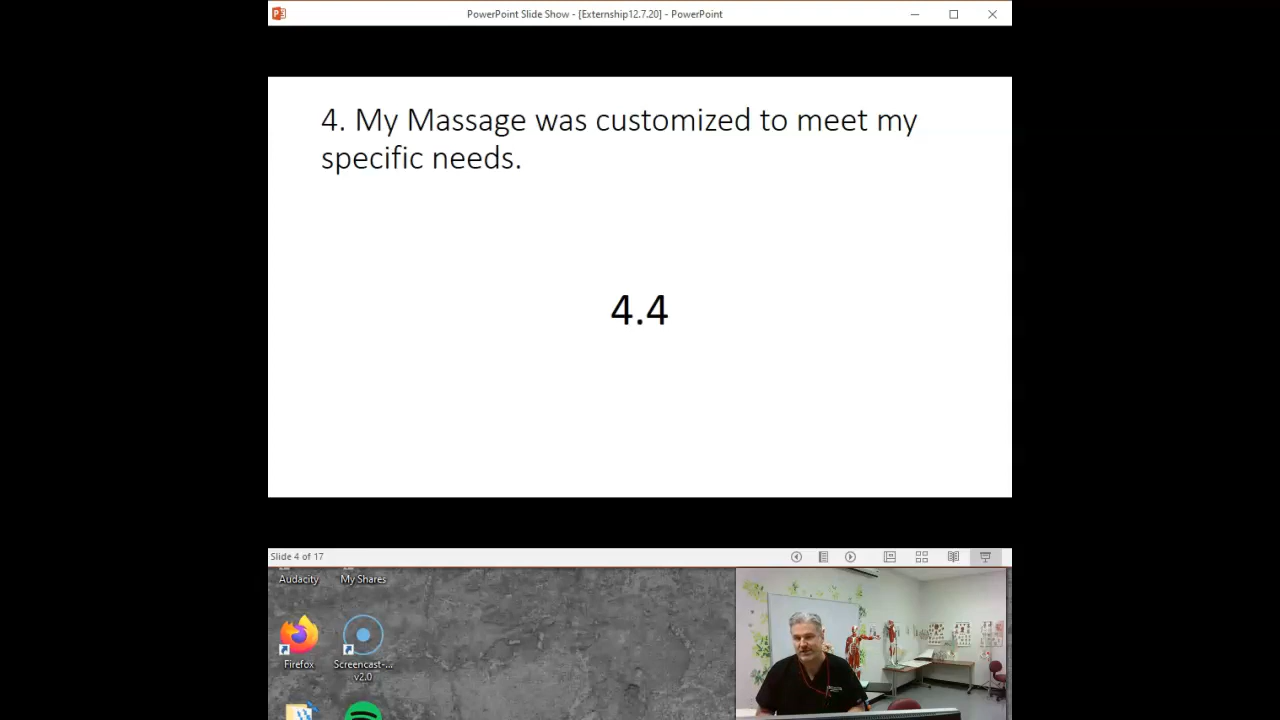 PowerPoint Slide Show - [Externship12.7.20] - PowerPoint
4. My Massage was customized to meet my
specific needs.
4.4
Slide 4 of 17
Audacity
My Shares
Firefox
Screencast-...
v2.0